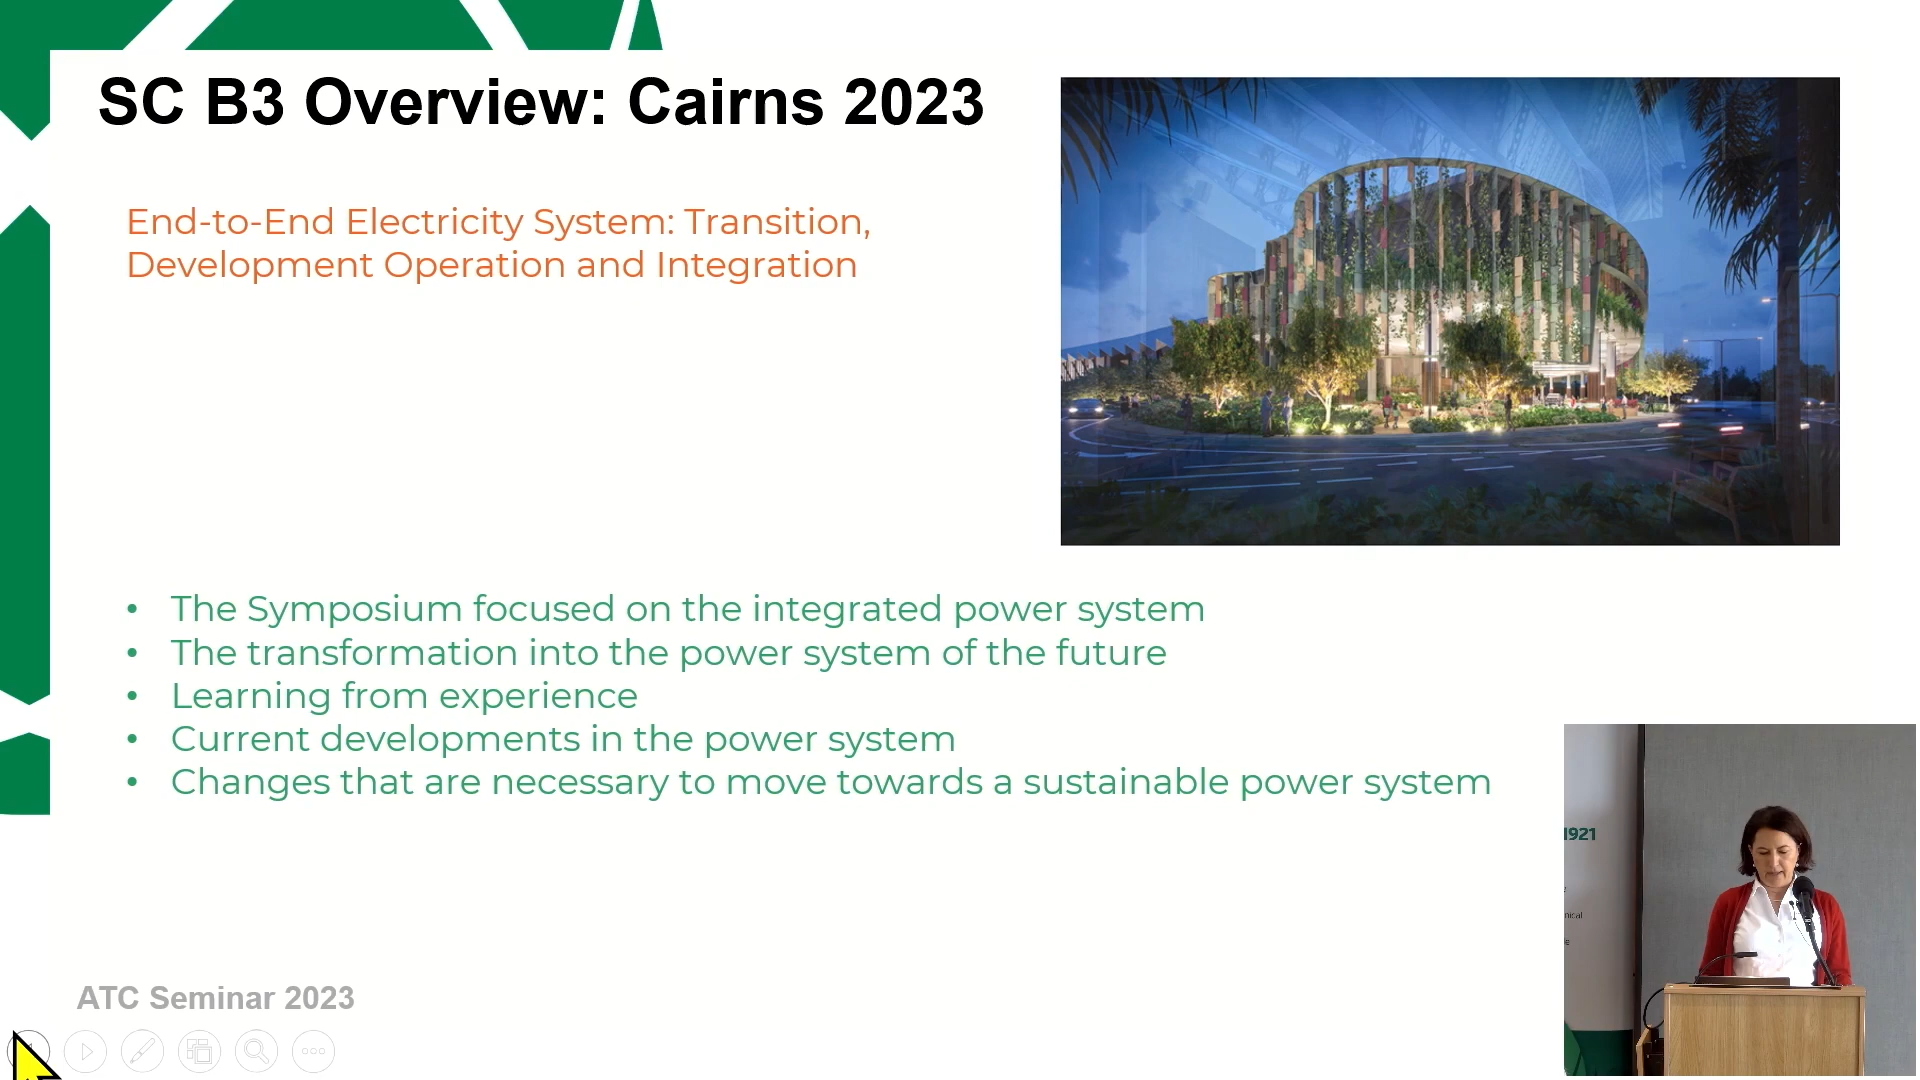 SC B3 Overview: Cairns 2023
End-to-End Electricity System: Transition,
Development Operation and Integration
• The Symposium focused on the integrated power system
• The transformation into the power system of the future
• Learning from experience
• Current developments in the power system
• Changes that are necessary to move towards a sustainable power system
1921
nical
ATC Seminar 2023